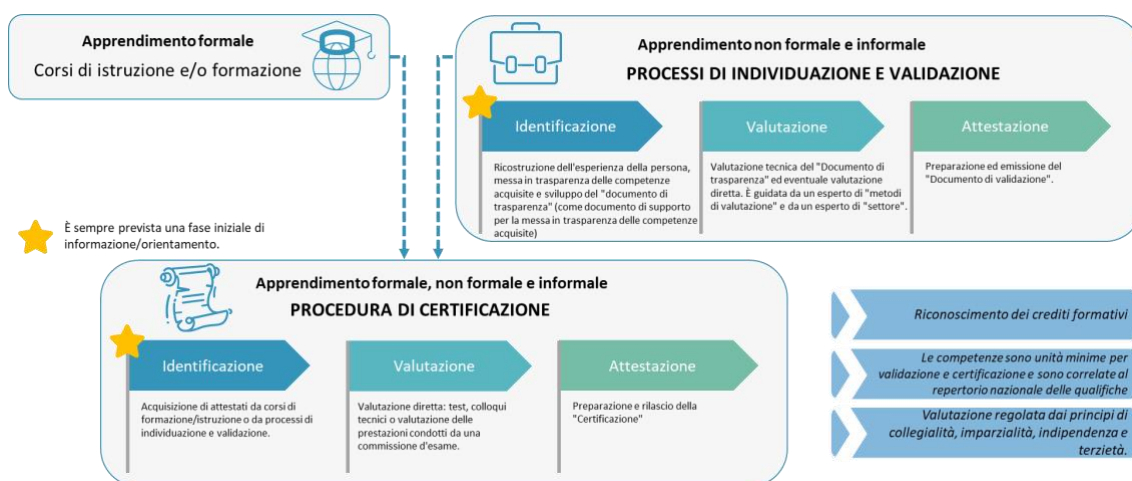 Apprendimento formale
Corsi di istruzione e/o formazione
Apprendimento non formale e informale
PROCESSI DI INDIVIDUAZIONE E VALIDAZIONE
Identificazione
Ricostruzione dell'esperienza della persona,
messa in trasparenza delle competenze
acquisite e sviluppo del "documento di
trasparenza" (come documento di supporto
per la messa in trasparenza delle competenze
acquisite)
Valutazione
Valutazione tecnica del "Documento di
trasparenza" ed eventuale valutazione
diretta. È guidata da un esperto di "metodi
di valutazione" e da un esperto di "settore".
Attestazione
Preparazione ed emissione del
"Documento di validazione".
È sempre prevista una fase iniziale di
informazione/orientamento.
Apprendimento formale, non formale e informale
PROCEDURA DI CERTIFICAZIONE
Identificazione
Acquisizione di attestati da corsi di
formazione/istruzione o da processi di
individuazione e validazione.
Valutazione
Valutazione diretta: test, colloqui
tecnici o valutazione delle
prestazioni condotti da una
commissione d'esame.
Attestazione
Preparazione e rilascio della
"Certificazione"
Riconoscimento dei crediti formativi
Le competenze sono unità minime per
validazione e certificazione e sono correlate al
repertorio nazionale delle qualifiche
Valutazione regolata dai principi di
collegialità, imparzialità, indipendenza e
terzietà.